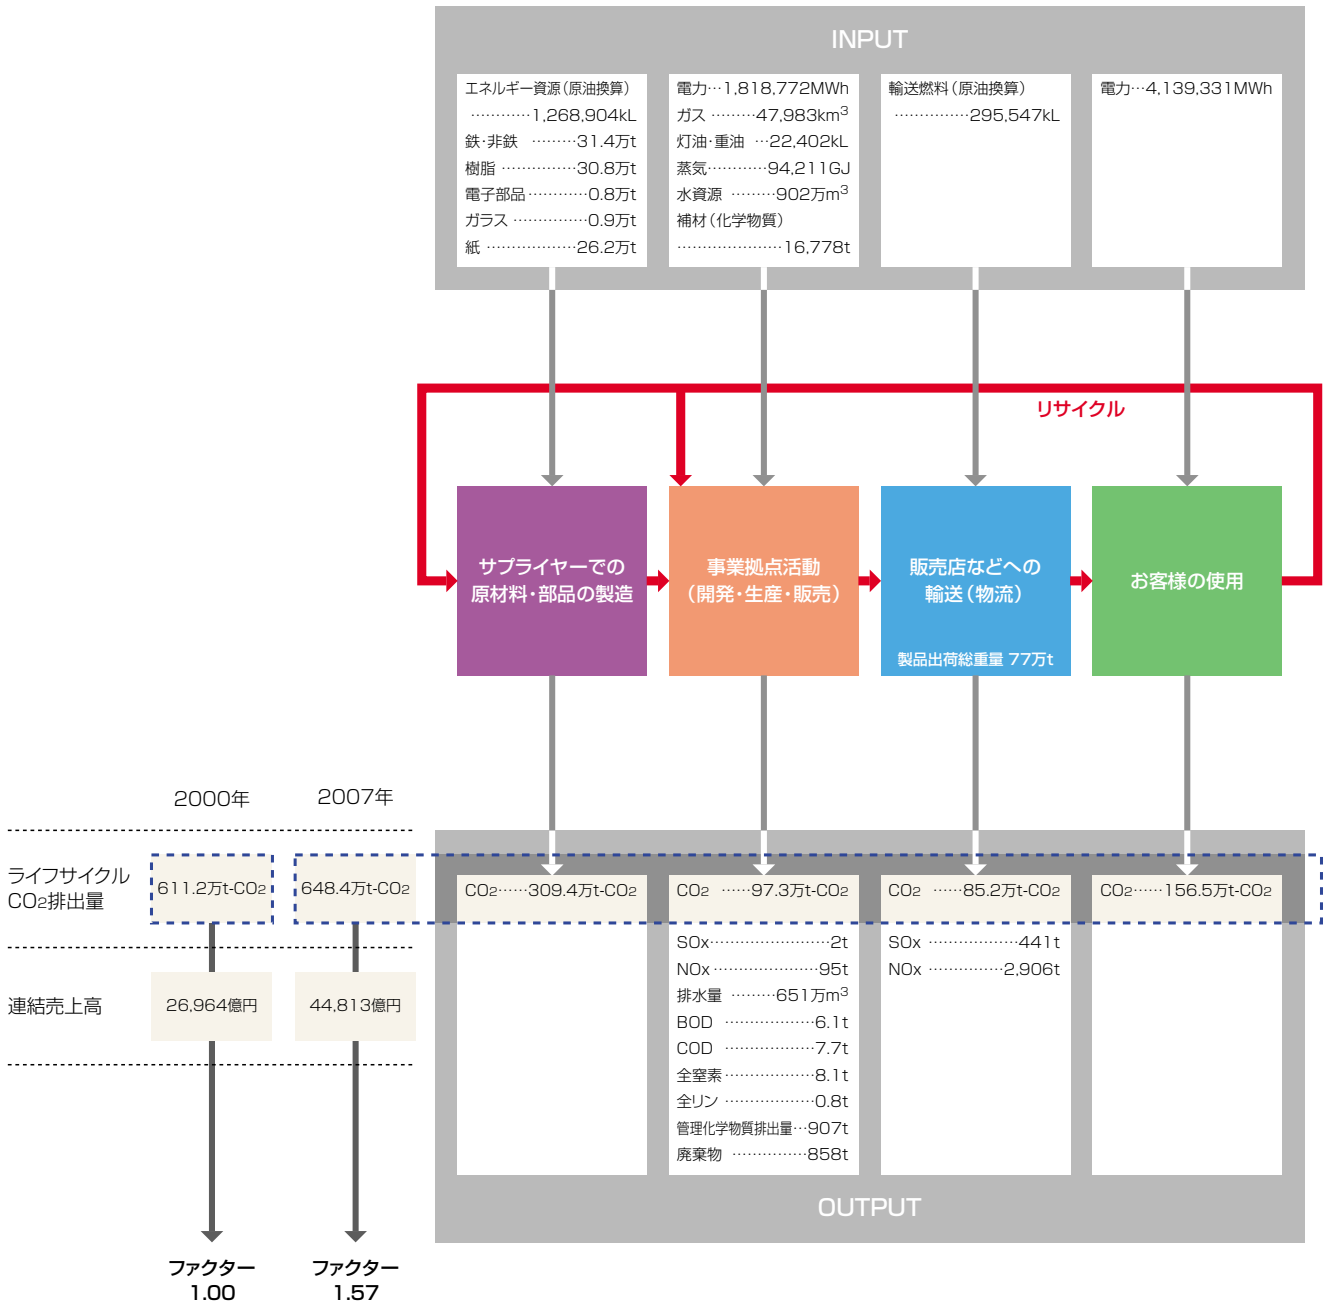 INPUT
エネルギー資源(原油換算)
…………1,268,904kL
鉄・非鉄 ………31.4万t
樹脂 ……………30.8万t
電子部品…………0.8万t
ガラス ……………0.9万t
紙 ………………26.2万t
電力…1,818,772MWh
ガス ………47,983km³
灯油・重油 …22,402kL
蒸気…………94,211GJ
水資源 ………902万m³
補材(化学物質)
…………………16,778t
輸送燃料(原油換算)
……………295,547kL
電力…4,139,331MWh
リサイクル
サプライヤーでの
原材料・部品の製造
事業拠点活動
(開発・生産・販売)
販売店などへの
輸送(物流)
製品出荷総重量 77万t
お客様の使用
2000年
2007年
ライフサイクル
CO₂排出量
611.2万t-CO₂
648.4万t-CO₂
CO₂……309.4万t-CO₂
CO₂ ……97.3万t-CO₂
CO₂ ……85.2万t-CO₂
CO₂……156.5万t-CO₂
SOx……………………2t
NOx…………………95t
排水量 ………651万m³
BOD ………………6.1t
COD ………………7.7t
全窒素………………8.1t
全リン ………………0.8t
管理化学物質排出量…907t
廃棄物 ……………858t
SOx ………………441t
NOx ……………2,906t
連結売上高
26,964億円
44,813億円
OUTPUT
ファクター
1.00
ファクター
1.57